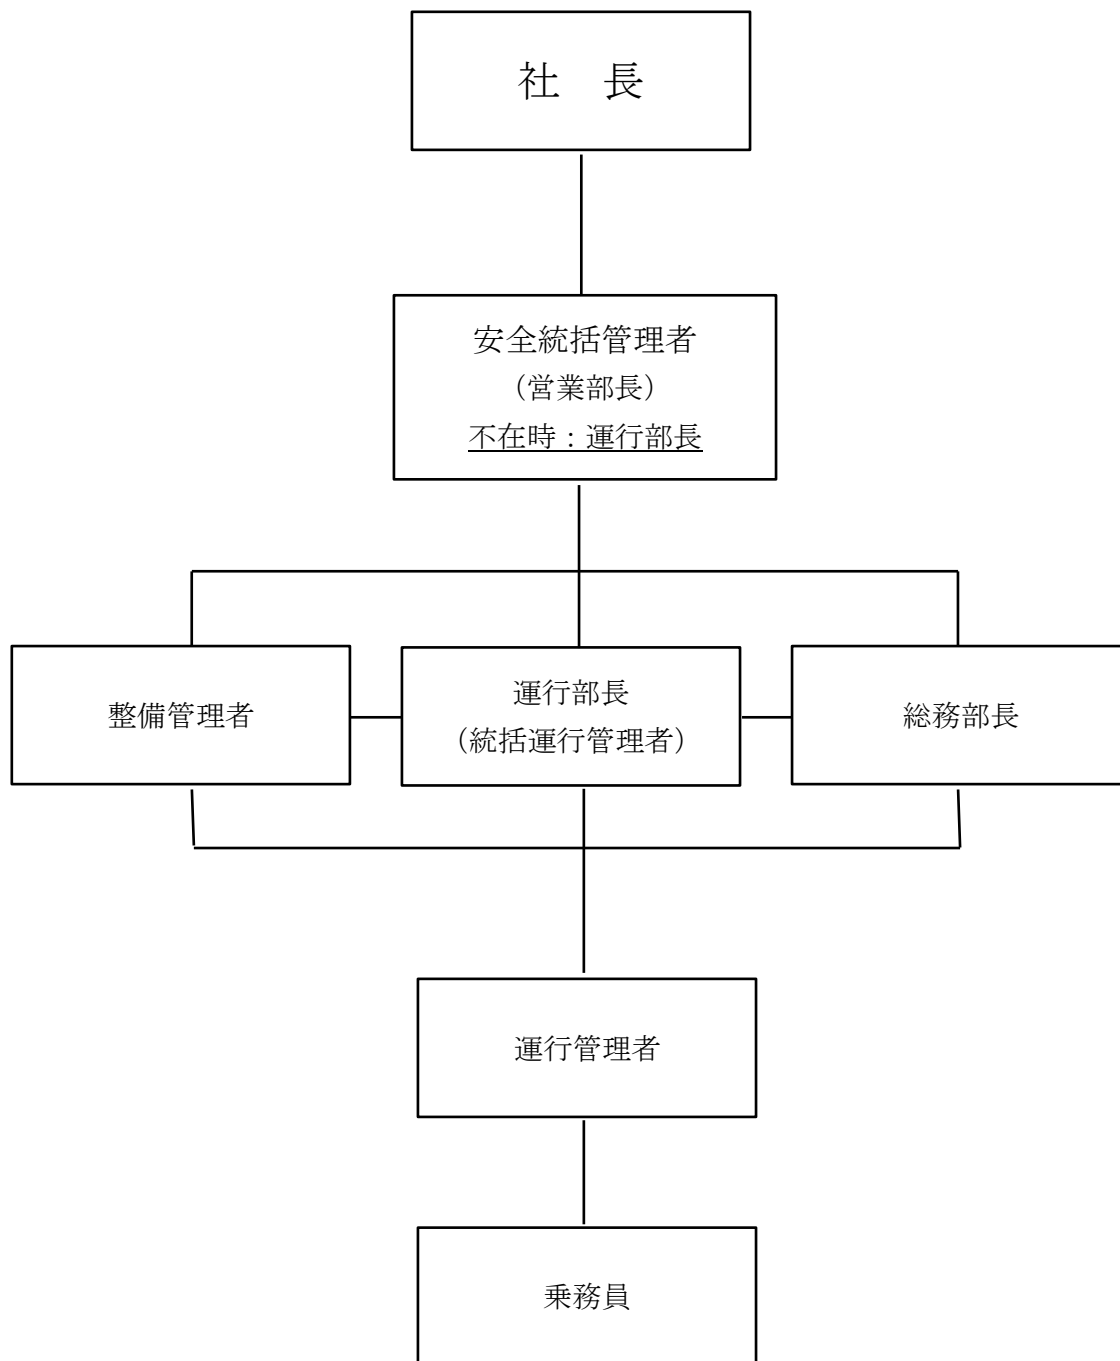 社　長
安全統括管理者
（営業部長）
不在時：運行部長
整備管理者
運行部長
（統括運行管理者）
総務部長
運行管理者
乗務員